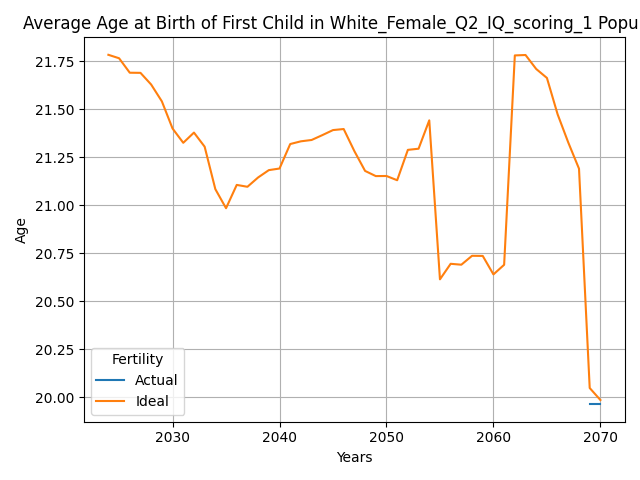 Average Age at Birth of First Child in White_Female_Q2_IQ_scoring_1 Popu
21.75
21.50
21.25
21.00
20.75
20.50
20.25
20.00
Age
Fertility
Actual
Ideal
2030 2040 2050 2060 2070
Years